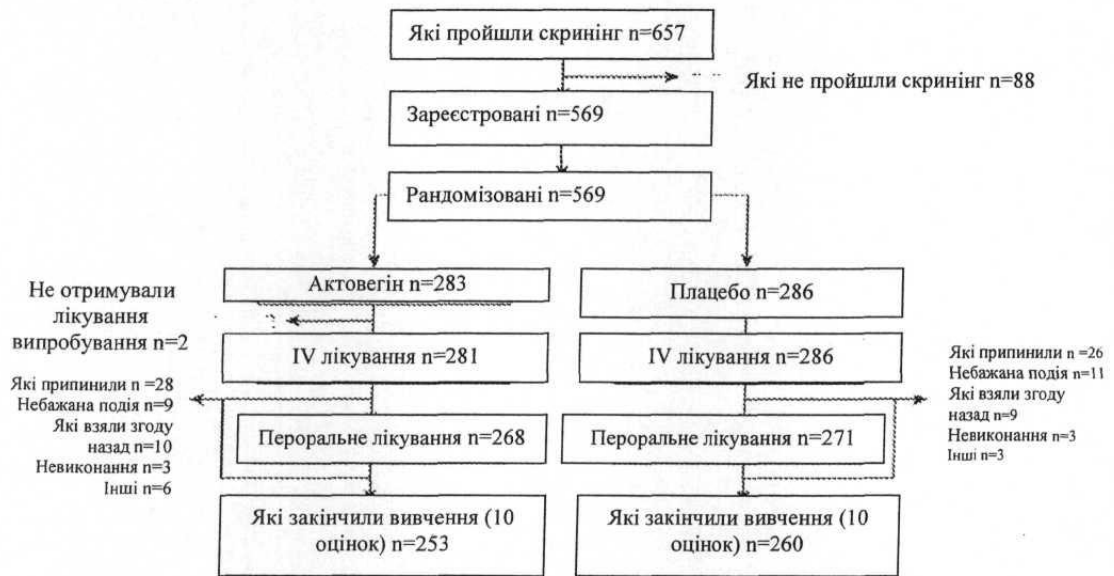 Які пройшли скринінг n=657
Які не пройшли скринінг n=88
Зареєстровані n=569
Рандомізовані n=569
Актовегін n=283
Плацебо n=286
Не отримували
лікування
випробування n=2
IV лікування n=281
IV лікування n=286
Які припинили n =28
Небажана подія n=9
Які взяли згоду
назад n=10
Невиконання n=3
Інші n=6
Які припинили n =26
Небажана подія n=11
Які взяли згоду
назад n=9
Невиконання n=3
Інші n=3
Пероральне лікування n=268
Пероральне лікування n=271
Які закінчили вивчення (10
оцінок) n=253
Які закінчили вивчення (10
оцінок) n=260